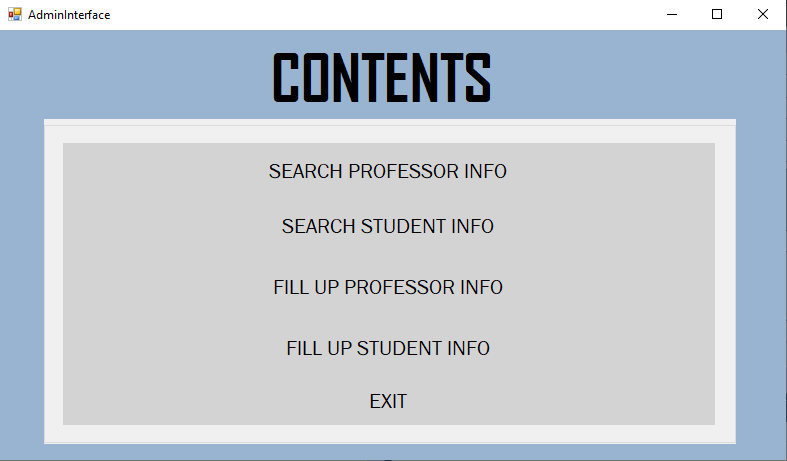 AdminInterface
CONTENTS
SEARCH PROFESSOR INFO
SEARCH STUDENT INFO
FILL UP PROFESSOR INFO
FILL UP STUDENT INFO
EXIT